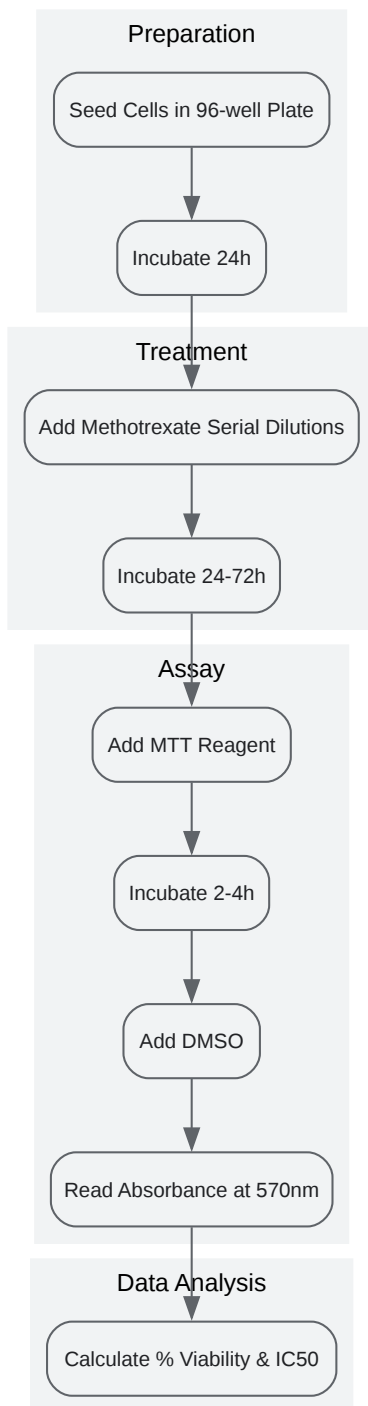 Preparation
Seed Cells in 96-well Plate
Incubate 24h
Treatment
Add Methotrexate Serial Dilutions
Incubate 24-72h
Assay
Add MTT Reagent
Incubate 2-4h
Add DMSO
Read Absorbance at 570nm
Data Analysis
Calculate % Viability & IC50